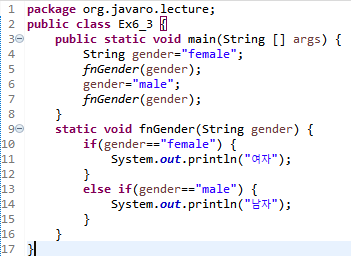 1 package org.javaro.lecture;
2 public class Ex6_3 {
3 public static void main(String [] args) {
4 String gender="female";
5 fnGender(gender);
6 gender="male";
7 fnGender(gender);
8 }
9 static void fnGender(String gender) {
10 if(gender=="female") {
11 System.out.println("여자");
12 }
13 else if(gender=="male") {
14 System.out.println("남자");
15 }
16 }
17 }